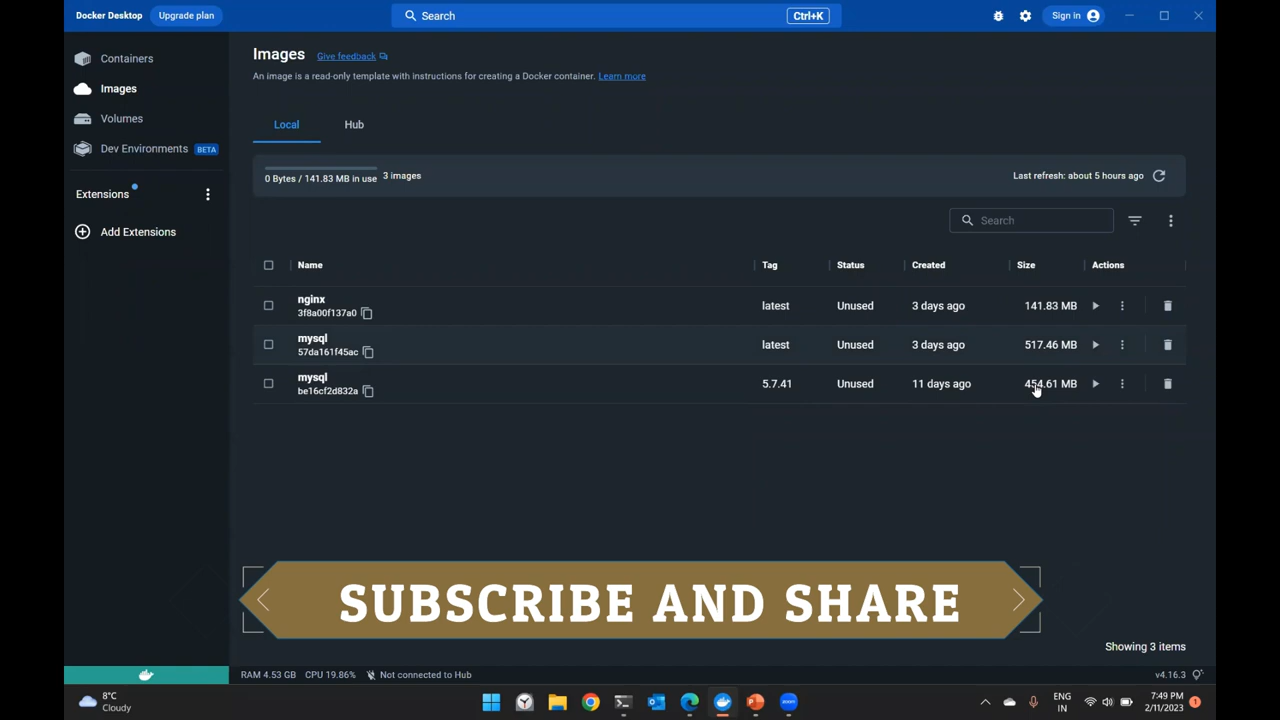 Docker Desktop Upgrade plan Search Ctrl+K Sign in
Containers
Images
Volumes
Dev Environments BETA
Extensions
Add Extensions
Images Give feedback
An image is a read-only template with instructions for creating a Docker container. Learn more
Local Hub
0 Bytes / 141.83 MB in use 3 images Last refresh: about 5 hours ago
Search
Name Tag Status Created Size Actions
nginx
3f8a00f137a0 latest Unused 3 days ago 141.83 MB
mysql
57da161f45ac latest Unused 3 days ago 517.46 MB
mysql
be16cf2d832a 5.7.41 Unused 11 days ago 454.61 MB
SUBSCRIBE AND SHARE
Showing 3 items
RAM 4.53 GB CPU 19.86% Not connected to Hub v4.16.3
8°C
Cloudy
zoom
ENG
IN
7:49 PM
2/11/2023
1